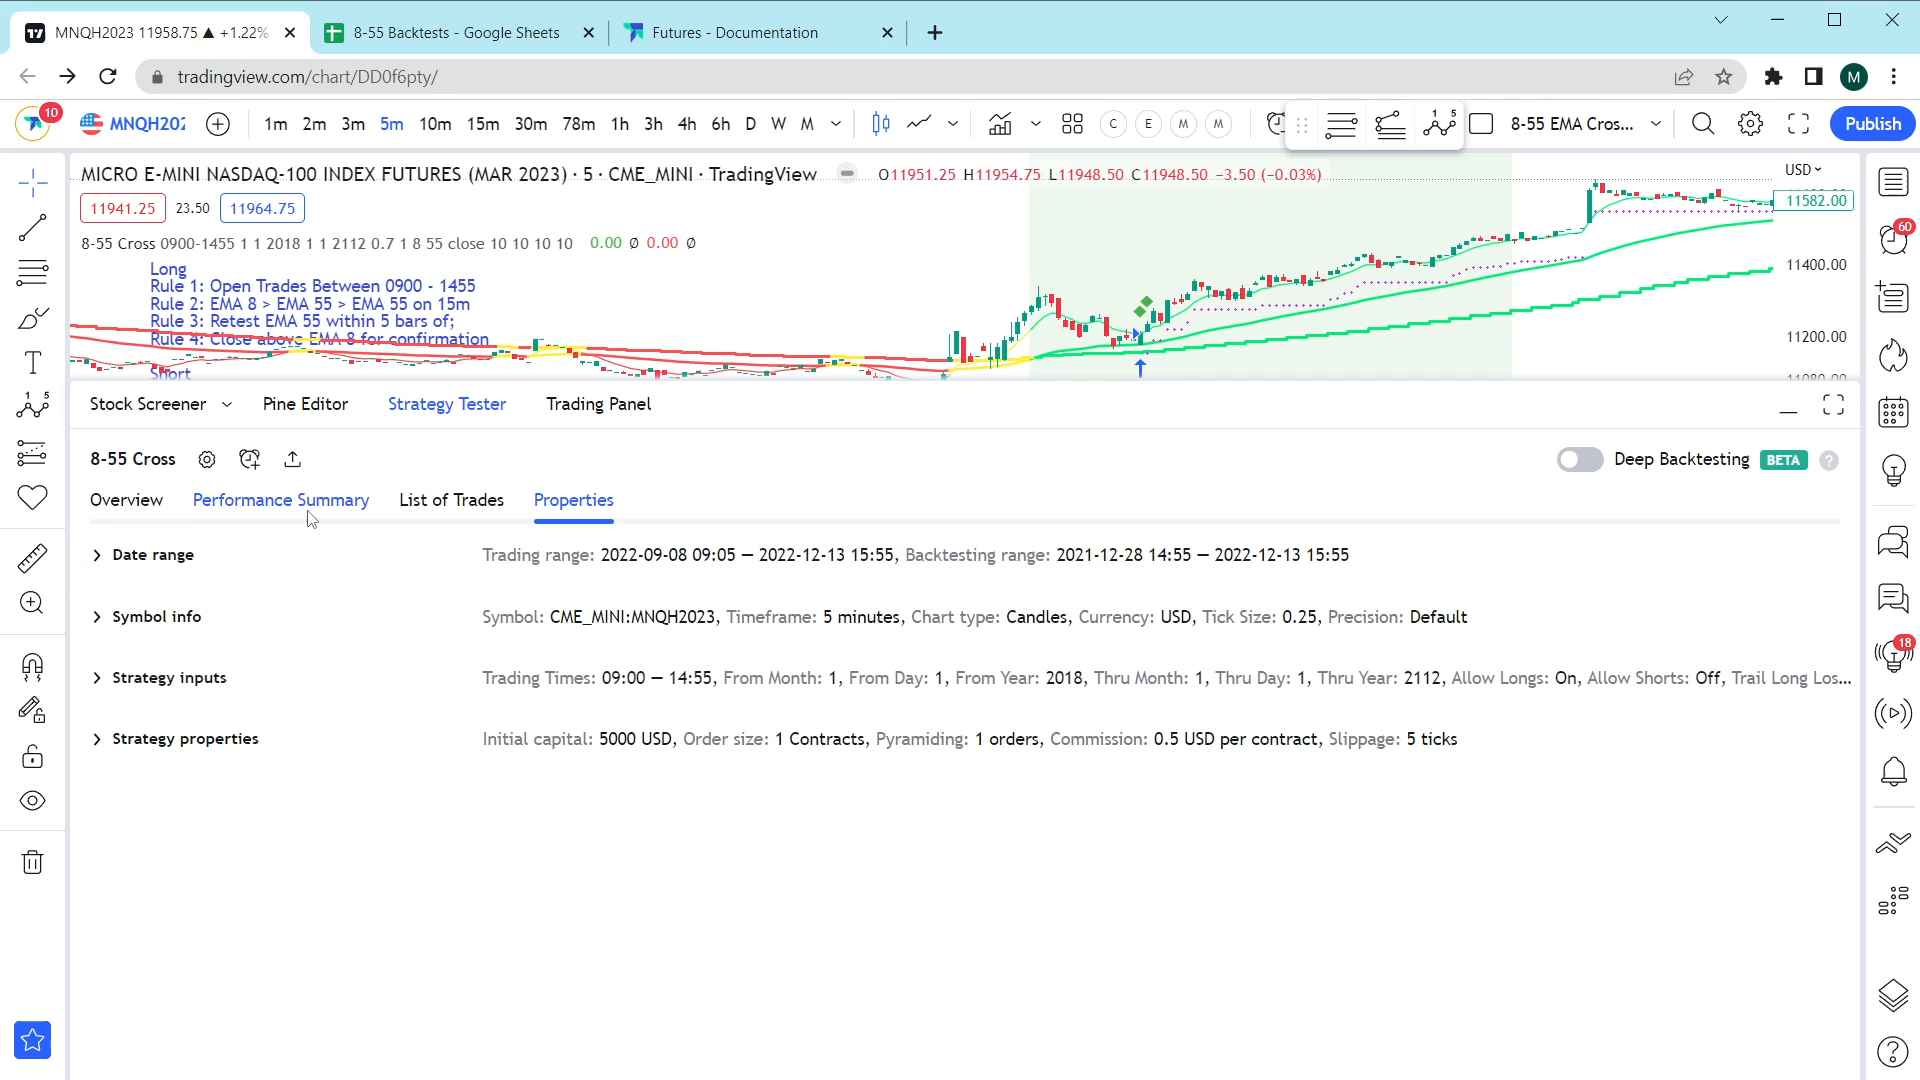 MNQH2023 11958.75 ▲ +1.22%
8-55 Backtests - Google Sheets
Futures - Documentation
tradingview.com/chart/DD0f6pty/
M
10
MNQH202
1m 2m 3m 5m 10m 15m 30m 78m 1h 3h 4h 6h D W M
C E M M
8-55 EMA Cros...
Publish
MICRO E-MINI NASDAQ-100 INDEX FUTURES (MAR 2023) · 5 · CME_MINI · TradingView
O11951.25 H11954.75 L11948.50 C11948.50 −3.50 (−0.03%)
USD
11941.25 23.50 11964.75
11582.00
8-55 Cross 0900-1455 1 1 2018 1 1 2112 0.7 1 8 55 close 10 10 10 10 0.00 Ø 0.00 Ø
60
Long
Rule 1: Open Trades Between 0900 - 1455
Rule 2: EMA 8 > EMA 55 > EMA 55 on 15m
Rule 3: Retest EMA 55 within 5 bars of;
Rule 4: Close above EMA 8 for confirmation
Short
11400.00
11200.00
Stock Screener Pine Editor Strategy Tester Trading Panel
8-55 Cross
Deep Backtesting BETA ?
Overview Performance Summary List of Trades Properties
Date range Trading range: 2022-09-08 09:05 — 2022-12-13 15:55, Backtesting range: 2021-12-28 14:55 — 2022-12-13 15:55
Symbol info Symbol: CME_MINI:MNQH2023, Timeframe: 5 minutes, Chart type: Candles, Currency: USD, Tick Size: 0.25, Precision: Default
18
Strategy inputs Trading Times: 09:00 — 14:55, From Month: 1, From Day: 1, From Year: 2018, Thru Month: 1, Thru Day: 1, Thru Year: 2112, Allow Longs: On, Allow Shorts: Off, Trail Long Los...
Strategy properties Initial capital: 5000 USD, Order size: 1 Contracts, Pyramiding: 1 orders, Commission: 0.5 USD per contract, Slippage: 5 ticks